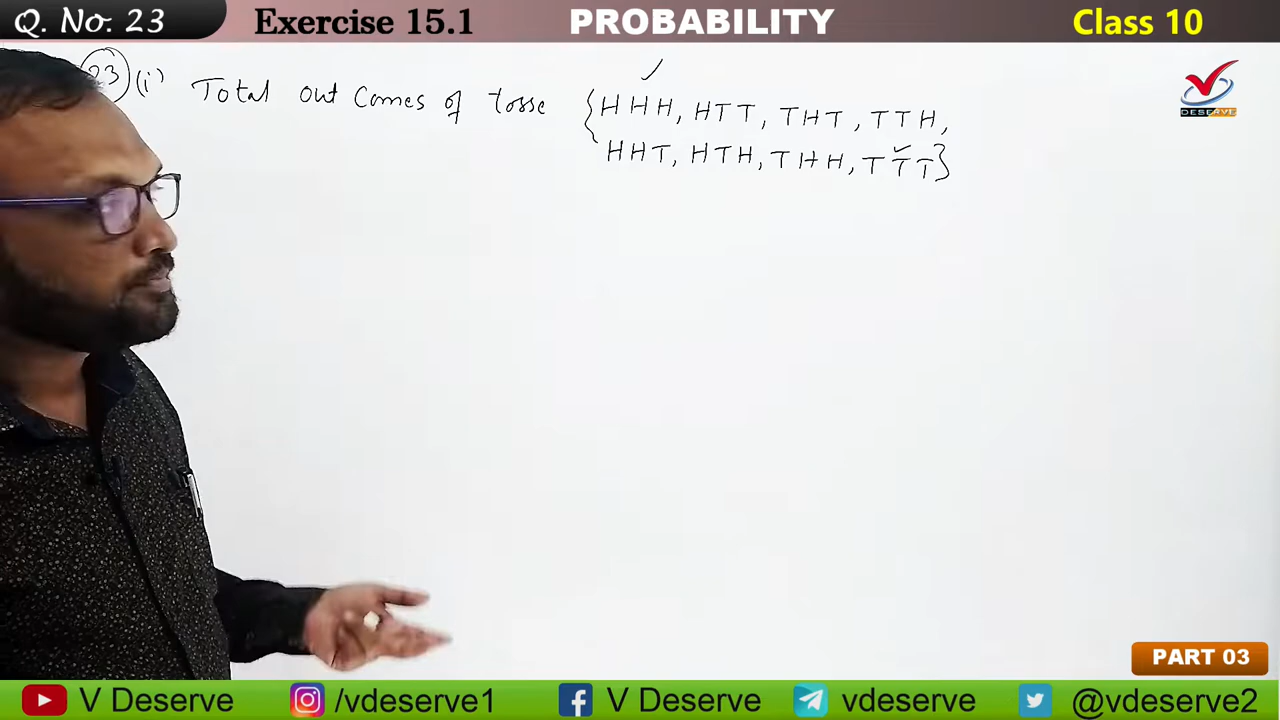 Q. No. 23 Exercise 15.1 PROBABILITY Class 10
23) (i) Total out Comes of tosse {HHH, HTT, THT, TTH,
HHT, HTH, THH, TTT}
DESERVE
PART 03
V Deserve /vdeserve1 V Deserve vdeserve @vdeserve2